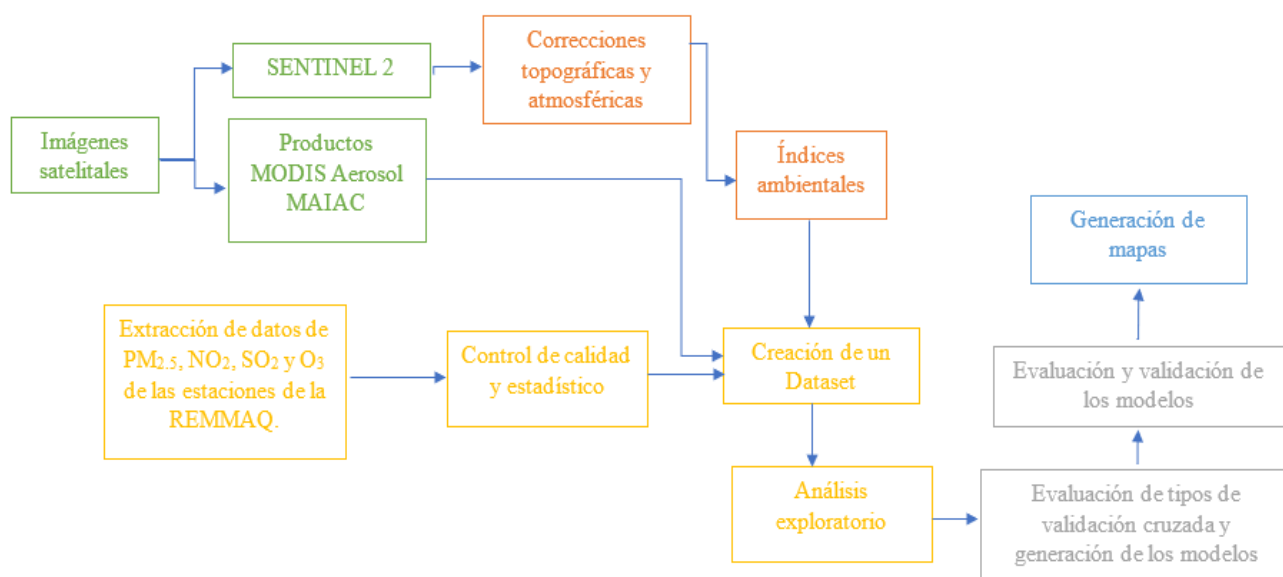 Imágenes
satelitales
SENTINEL 2
Productos
MODIS Aerosol
MAIAC
Correcciones
topográficas y
atmosféricas
Índices
ambientales
Extracción de datos de
PM2.5, NO2, SO2 y O3
de las estaciones de la
REMMAQ.
Control de calidad
y estadístico
Creación de un
Dataset
Análisis
exploratorio
Evaluación de tipos de
validación cruzada y
generación de los modelos
Evaluación y validación de
los modelos
Generación de
mapas